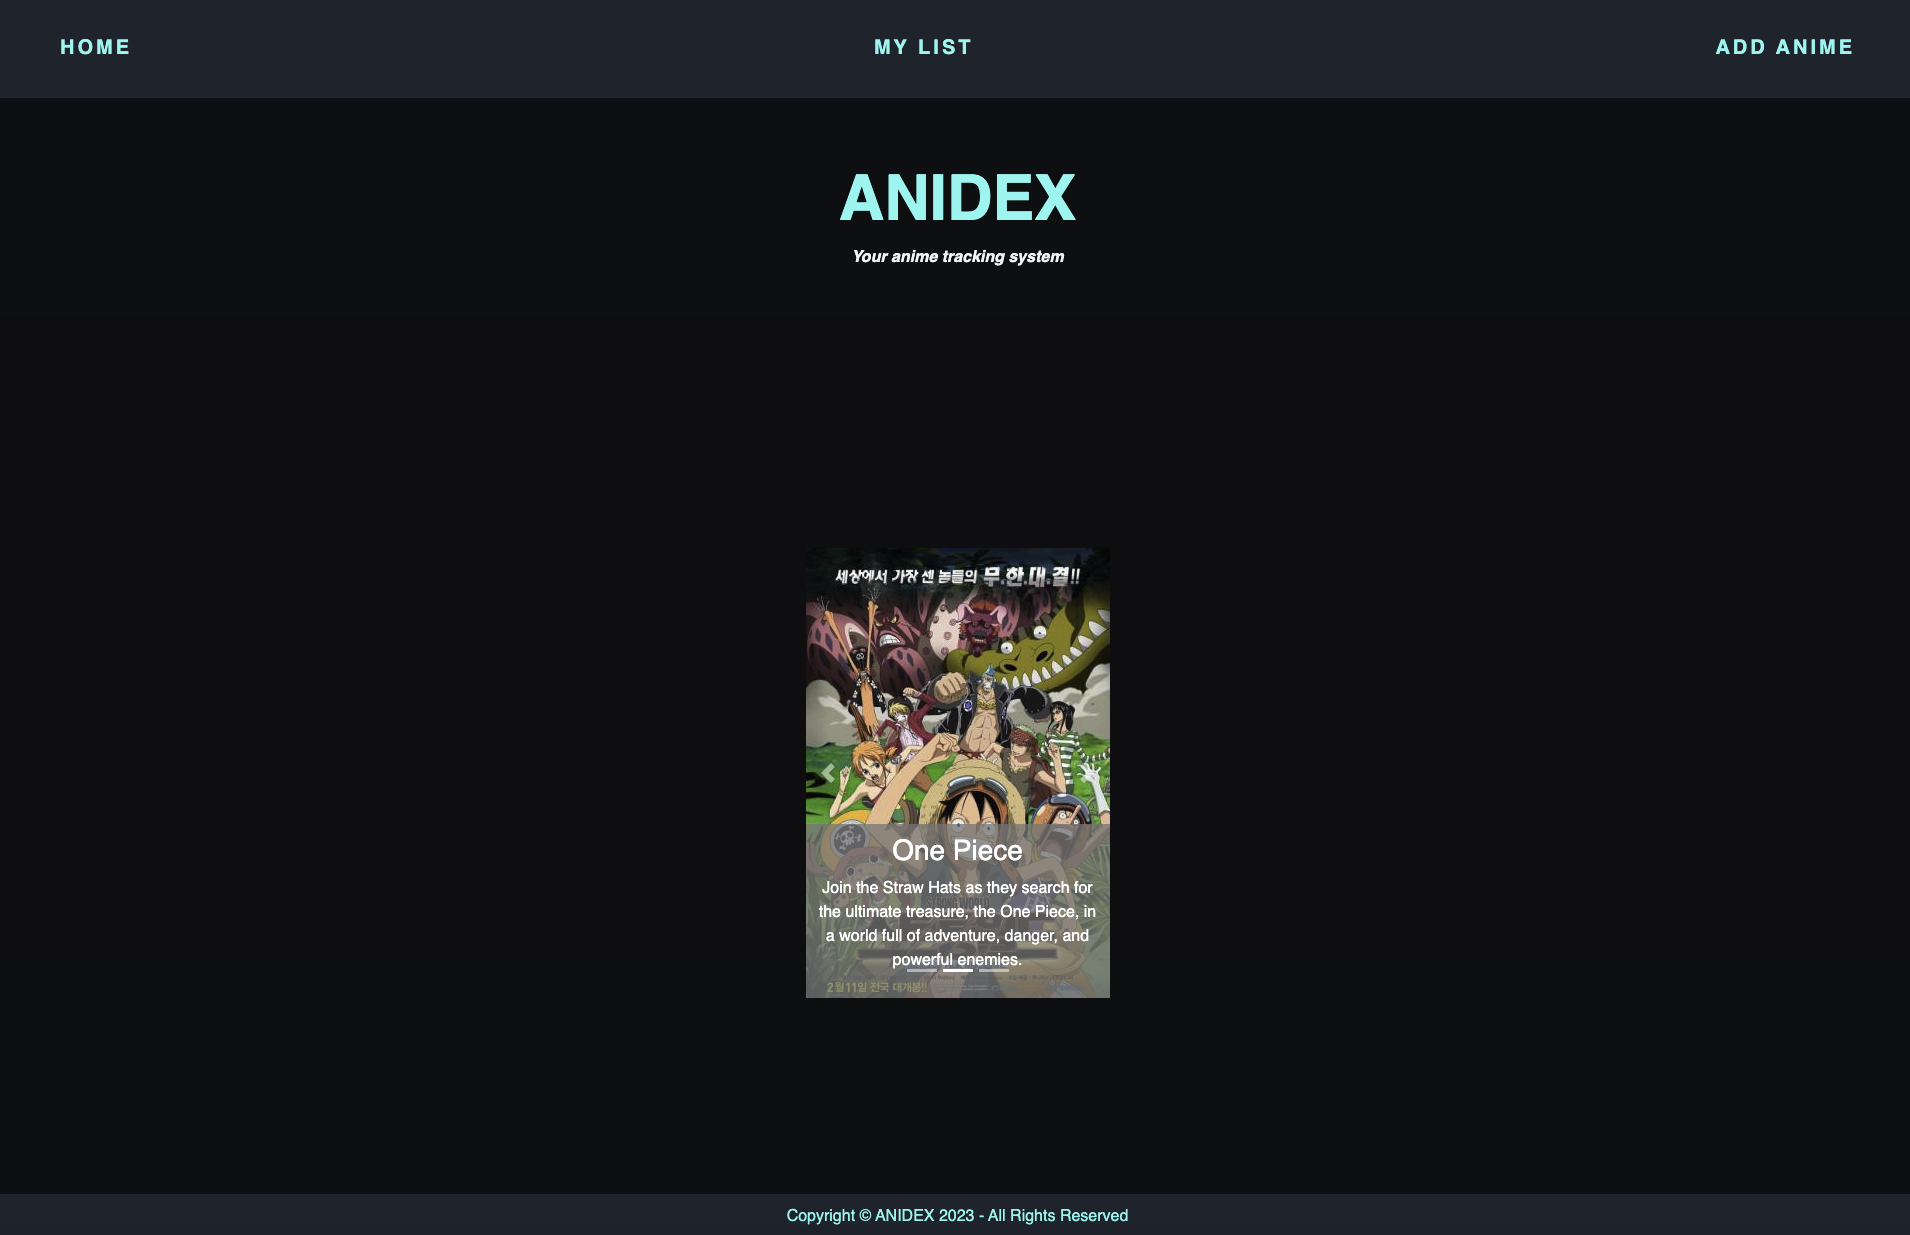 HOME
MY LIST
ADD ANIME
ANIDEX
Your anime tracking system
세상에서 가장 센 놈들의 무.한.대.결!!
One Piece
Join the Straw Hats as they search for
the ultimate treasure, the One Piece, in
a world full of adventure, danger, and
powerful enemies.
STRONG WORLD
2월11일 전국 대개봉!!
Copyright © ANIDEX 2023 - All Rights Reserved